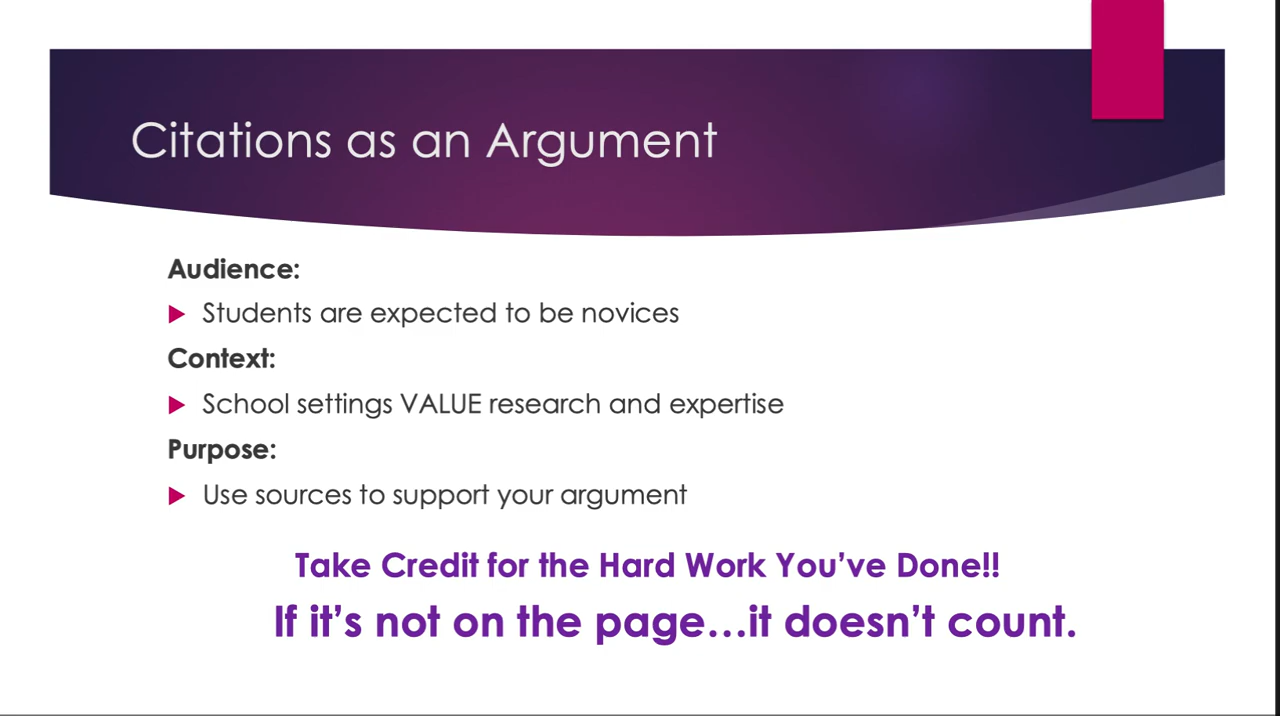 Citations as an Argument
Audience:
Students are expected to be novices
Context:
School settings VALUE research and expertise
Purpose:
Use sources to support your argument
Take Credit for the Hard Work You’ve Done!!
If it’s not on the page…it doesn’t count.